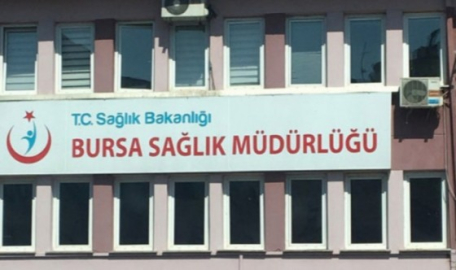 T.C. Sağlık Bakanlığı
BURSA SAĞLIK MÜDÜRLÜĞÜ